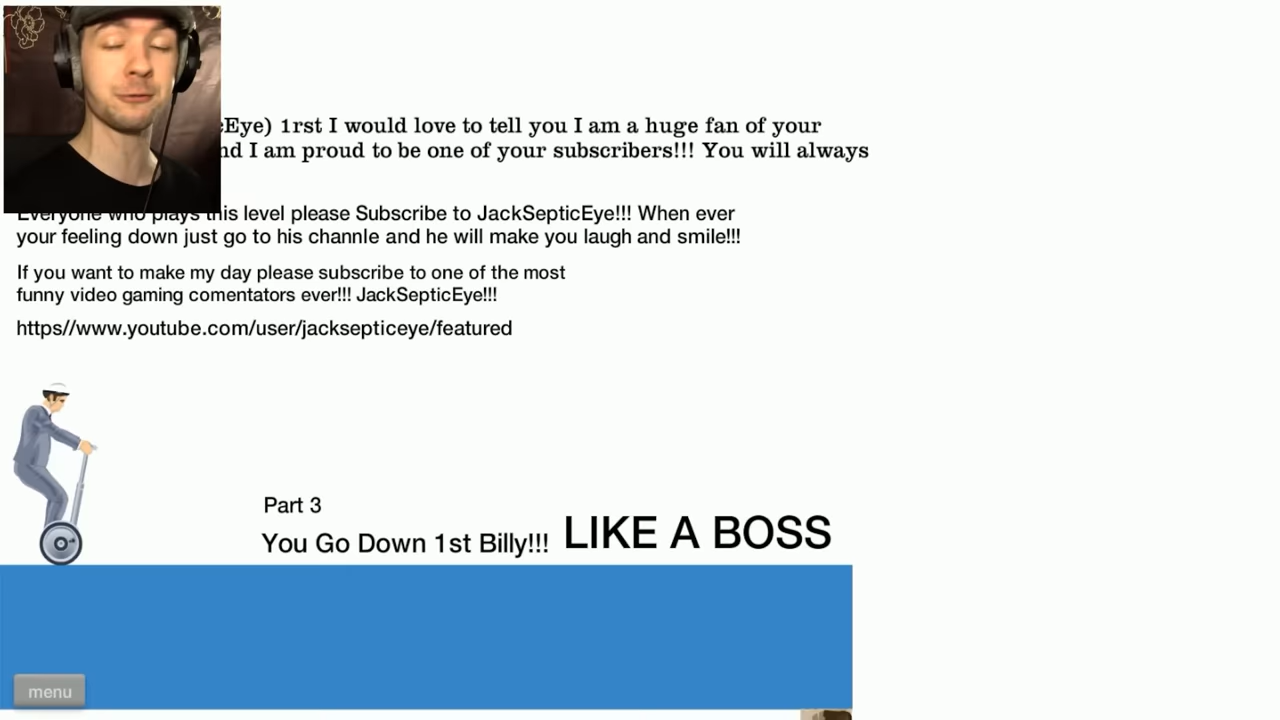 Eye) 1rst I would love to tell you I am a huge fan of your
I am proud to be one of your subscribers!!! You will always
Everyone who plays this level please Subscribe to JackSepticEye!!! When ever
your feeling down just go to his channle and he will make you laugh and smile!!!
If you want to make my day please subscribe to one of the most
funny video gaming comentators ever!!! JackSepticEye!!!
https//www.youtube.com/user/jacksepticeye/featured
Part 3
You Go Down 1st Billy!!! LIKE A BOSS
menu